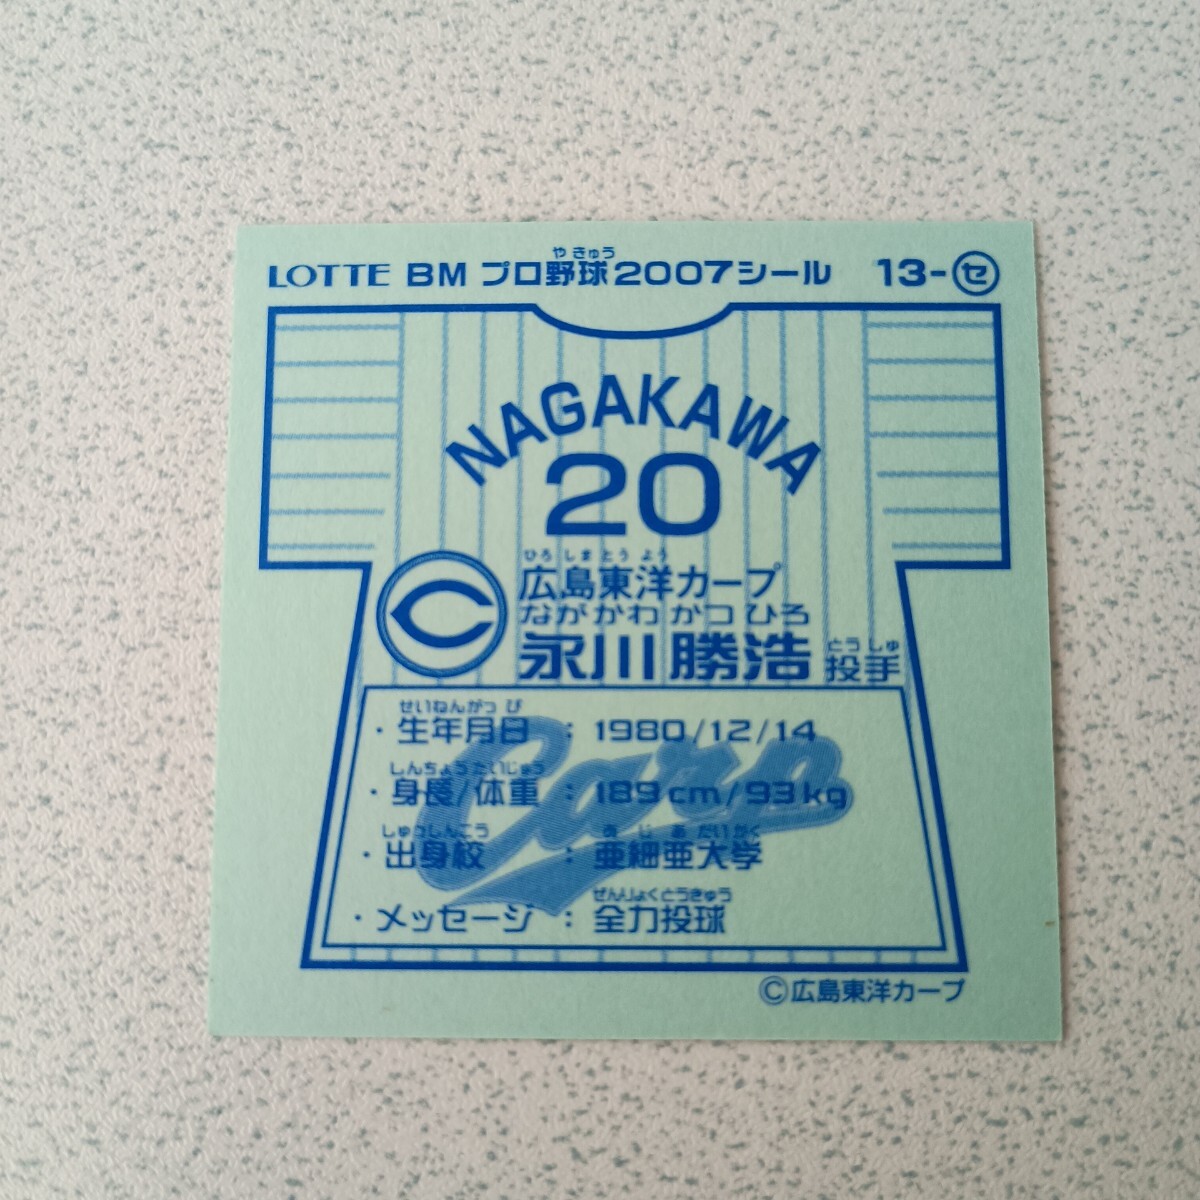 やきゅう
LOTTE BM プロ野球2007シール 13-セ
NAGAKAWA
20
ひろしまとうよう
広島東洋カープ
ながかわかつひろ
とうしゅ
永川勝浩 投手
せいねんがっぴ
・生年月日 : 1980/12/14
しんちょうたいじゅう
・身長/体重 : 189cm/93kg
しゅっしんこう あじあだいがく
・出身校 : 亜細亜大学
ぜんりょくとうきゅう
・メッセージ : 全力投球
Carp
©広島東洋カープ